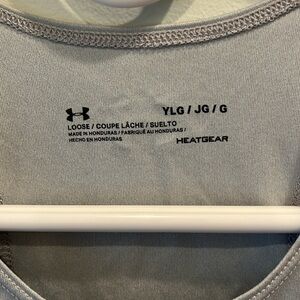 YLG / JG / G
LOOSE / COUPE LÂCHE / SUELTO
MADE IN HONDURAS / FABRIQUÉ AU HONDURAS /
HECHO EN HONDURAS
HEATGEAR